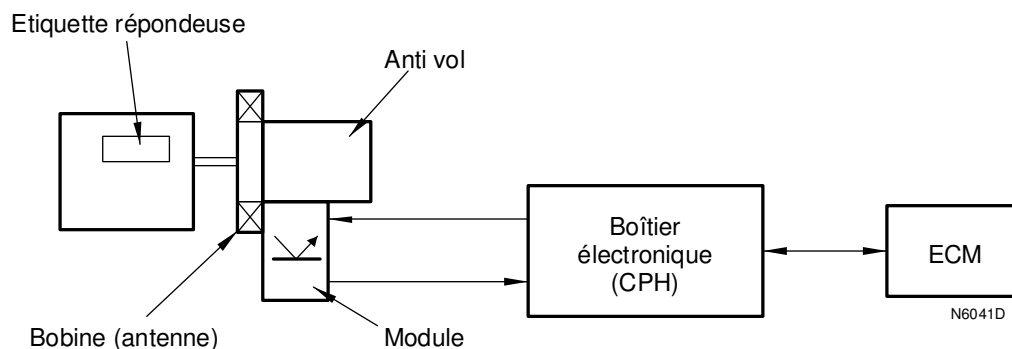 Etiquette répondeuse
Anti vol
Boîtier
électronique
(CPH)
ECM
N6041D
Bobine (antenne)
Module